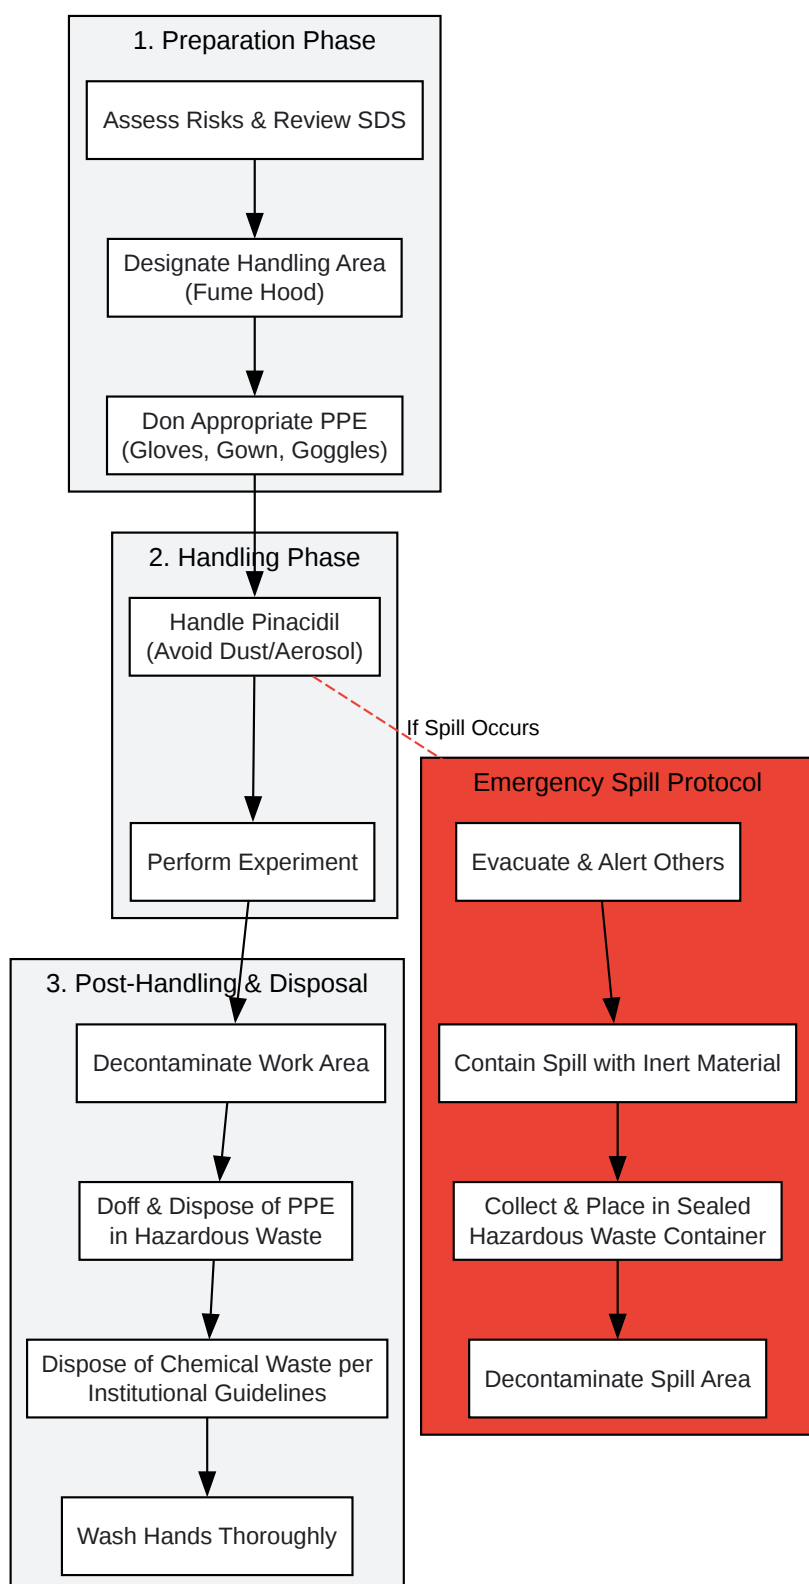 1. Preparation Phase
Assess Risks & Review SDS
Designate Handling Area
(Fume Hood)
Don Appropriate PPE
(Gloves, Gown, Goggles)
2. Handling Phase
Handle Pinacidil
(Avoid Dust/Aerosol)
If Spill Occurs
Perform Experiment
Emergency Spill Protocol
Evacuate & Alert Others
Contain Spill with Inert Material
Collect & Place in Sealed
Hazardous Waste Container
Decontaminate Spill Area
3. Post-Handling & Disposal
Decontaminate Work Area
Doff & Dispose of PPE
in Hazardous Waste
Dispose of Chemical Waste per
Institutional Guidelines
Wash Hands Thoroughly